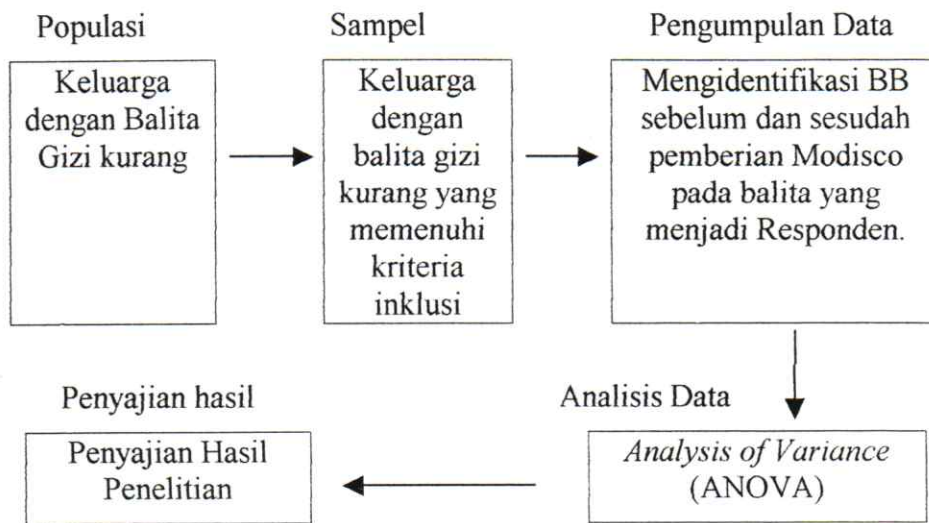 Populasi
Keluarga
dengan Balita
Gizi kurang
Sampel
Keluarga
dengan
balita gizi
kurang yang
memenuhi
kriteria
inklusi
Pengumpulan Data
Mengidentifikasi BB
sebelum dan sesudah
pemberian Modisco
pada balita yang
menjadi Responden.
Analisis Data
Analysis of Variance
(ANOVA)
Penyajian hasil
Penyajian Hasil
Penelitian